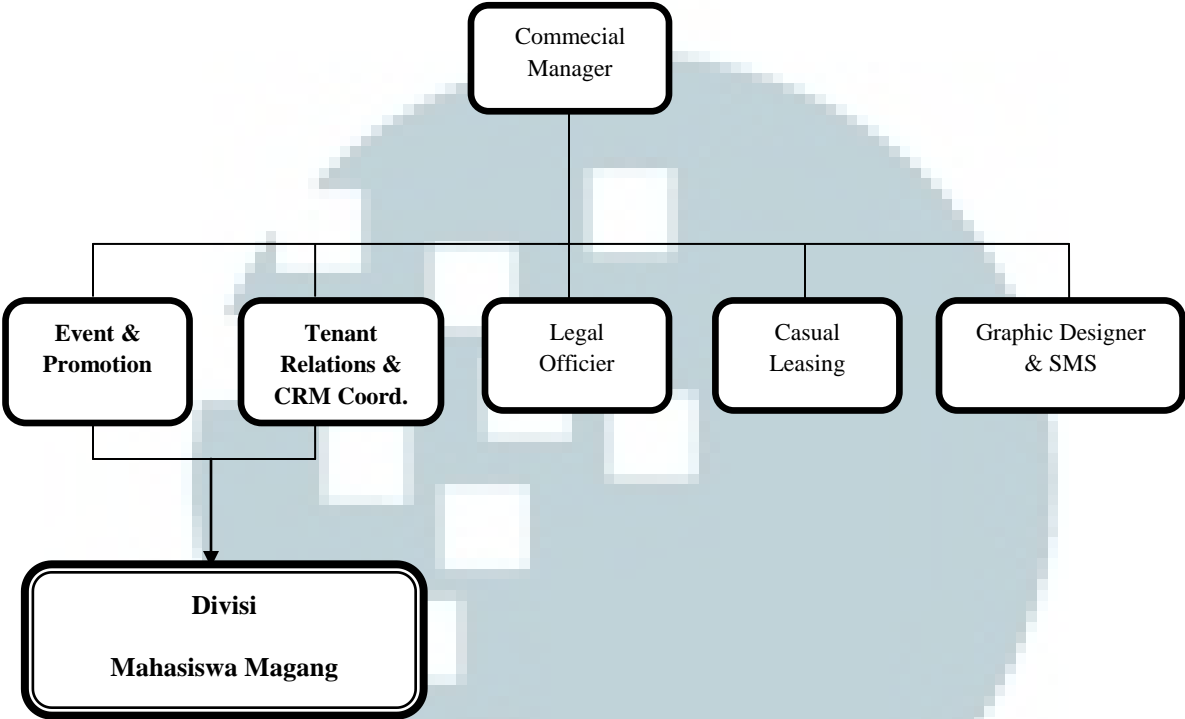 Commecial
Manager
Event &
Promotion
Tenant
Relations &
CRM Coord.
Legal
Officier
Casual
Leasing
Graphic Designer
& SMS
Divisi
Mahasiswa Magang